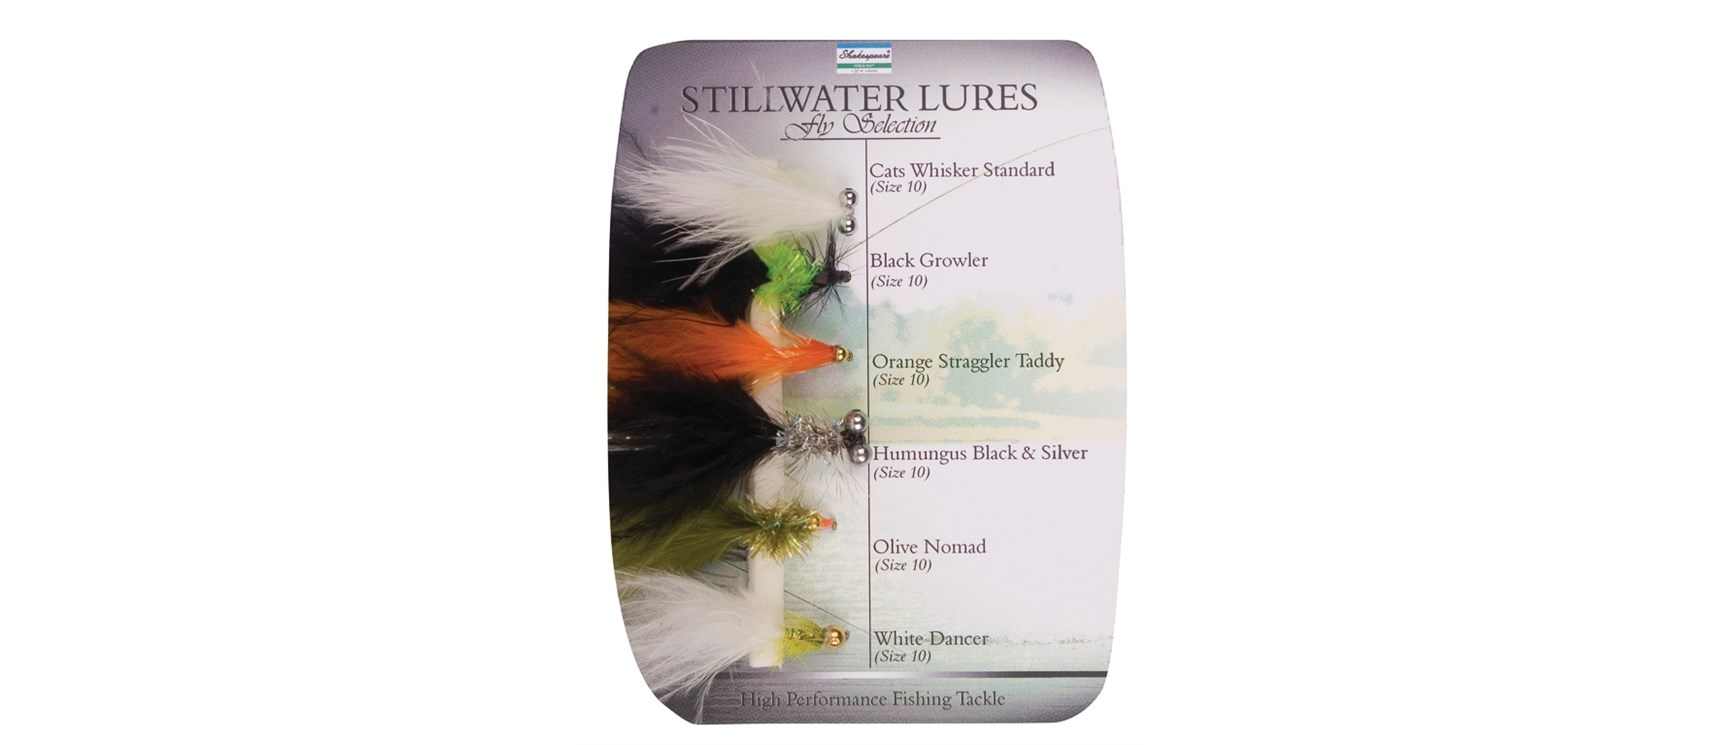 Shakespeare
STILLWATER LURES
Fly Selection
Cats Whisker Standard
(Size 10)
Black Growler
(Size 10)
Orange Straggler Taddy
(Size 10)
Humungus Black & Silver
(Size 10)
Olive Nomad
(Size 10)
White Dancer
(Size 10)
High Performance Fishing Tackle